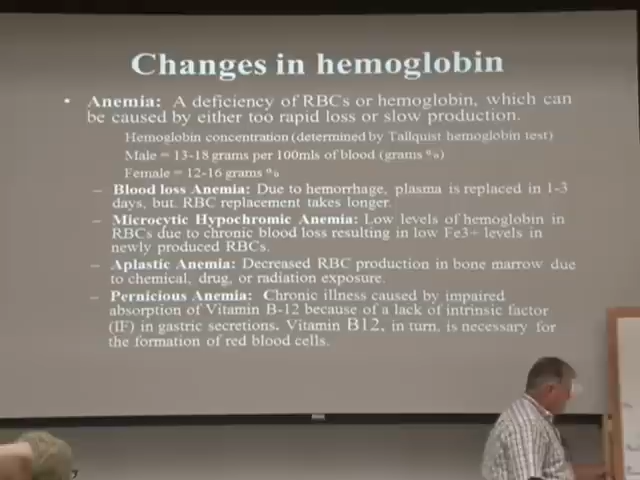 Changes in hemoglobin
• Anemia: A deficiency of RBCs or hemoglobin, which can
be caused by either too rapid loss or slow production.
Hemoglobin concentration (determined by Tallquist hemoglobin test)
Male = 13-18 grams per 100mls of blood (grams %)
Female = 12-16 grams %
– Blood loss Anemia: Due to hemorrhage, plasma is replaced in 1-3
days, but RBC replacement takes longer.
– Microcytic Hypochromic Anemia: Low levels of hemoglobin in
RBCs due to chronic blood loss resulting in low Fe3+ levels in
newly produced RBCs.
– Aplastic Anemia: Decreased RBC production in bone marrow due
to chemical, drug, or radiation exposure.
– Pernicious Anemia: Chronic illness caused by impaired
absorption of Vitamin B-12 because of a lack of intrinsic factor
(IF) in gastric secretions. Vitamin B12, in turn, is necessary for
the formation of red blood cells.